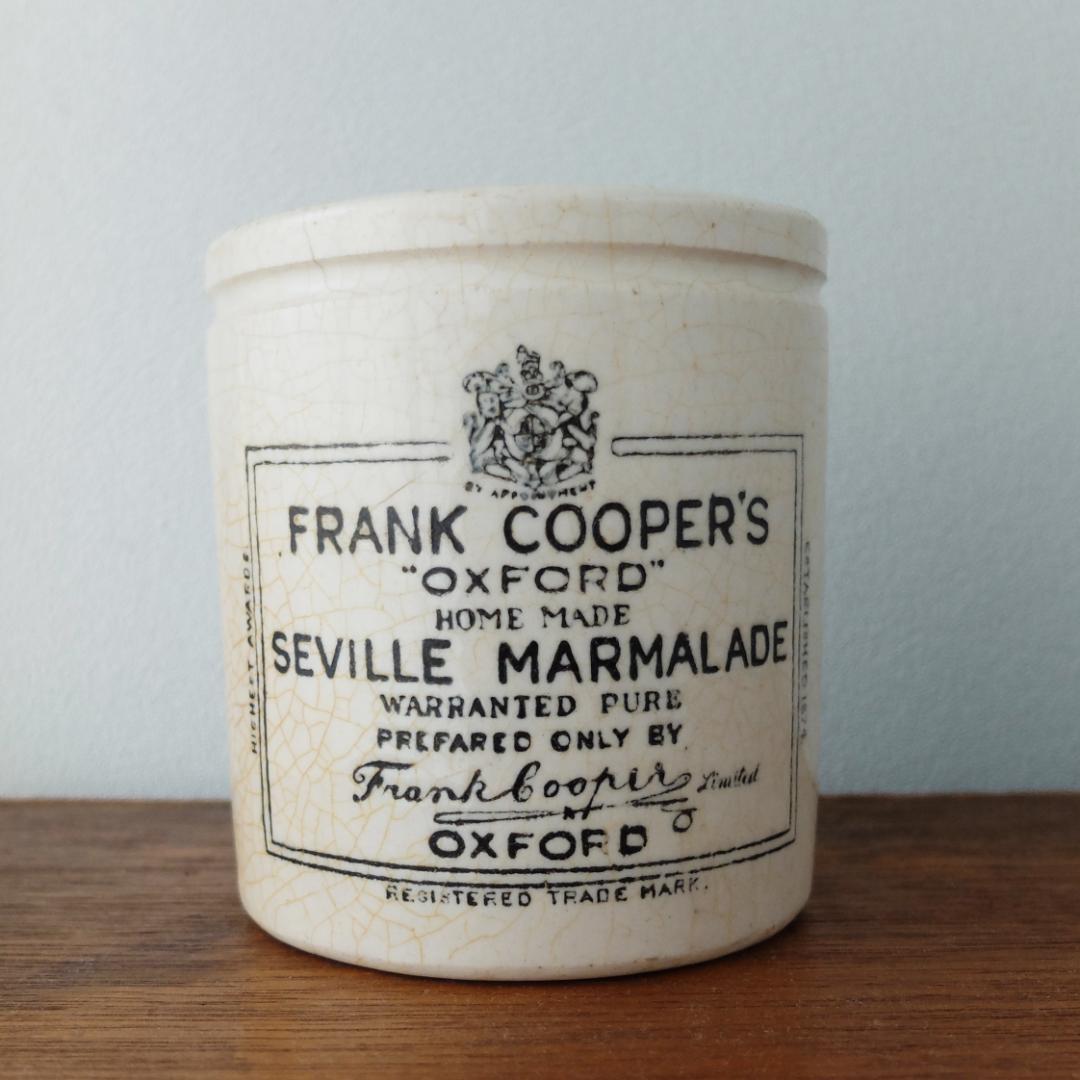 BY APPOINTMENT
FRANK COOPER'S
"OXFORD"
HOME MADE
SEVILLE MARMALADE
WARRANTED PURE
PREPARED ONLY BY
Frank Cooper Limited
OXFORD
REGISTERED TRADE MARK.
HIGHEST AWARDS
ESTABLISHED 1874